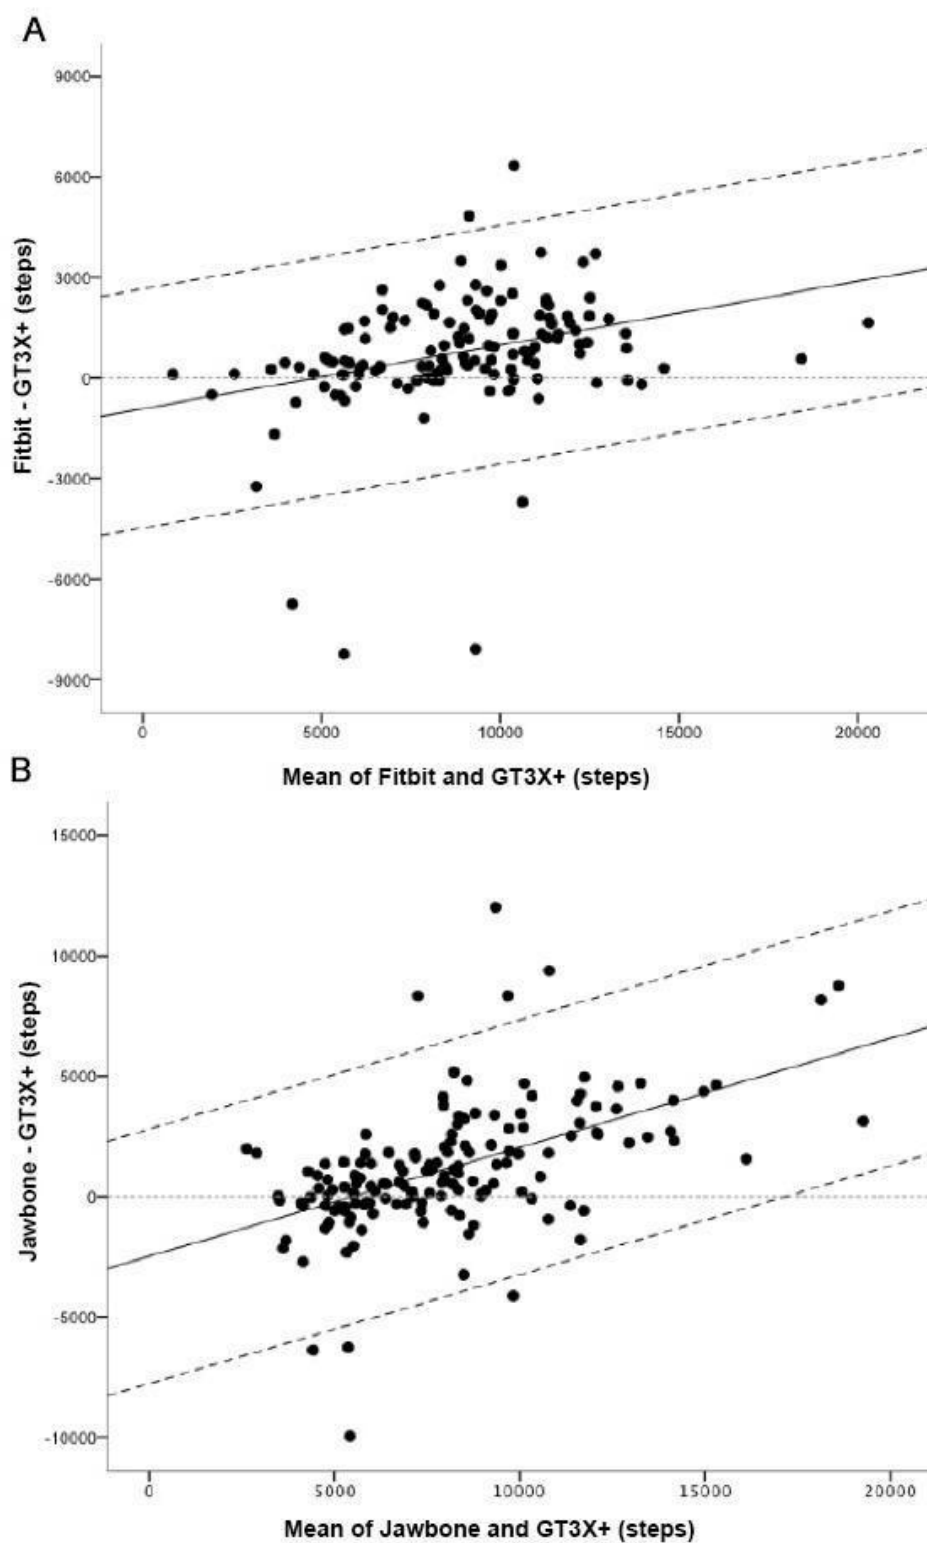 A
9000
6000
3000
0
-3000
-6000
-9000
Fitbit - GT3X+ (steps)
0 5000 10000 15000 20000
Mean of Fitbit and GT3X+ (steps)
B
15000
10000
5000
0
-5000
-10000
Jawbone - GT3X+ (steps)
0 5000 10000 15000 20000
Mean of Jawbone and GT3X+ (steps)